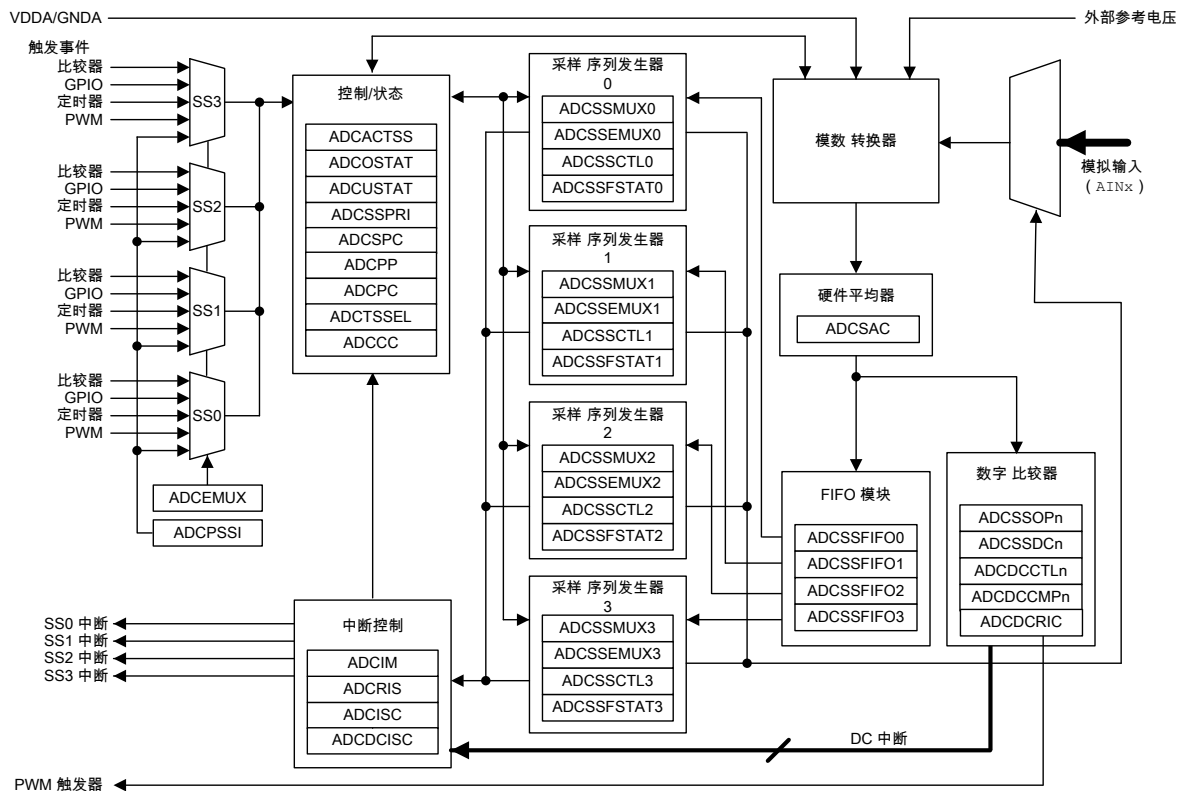 VDDA/GNDA
外部参考电压
触发事件
比较器
GPIO
定时器
PWM
SS3
比较器
GPIO
定时器
PWM
SS2
比较器
GPIO
定时器
PWM
SS1
比较器
GPIO
定时器
PWM
SS0
ADCEMUX
ADCPSSI
控制/状态
ADCACTSS
ADCOSTAT
ADCUSTAT
ADCSSPRI
ADCSPC
ADCPP
ADCPC
ADCTSSEL
ADCCC
采样 序列发生器
0
ADCSSMUX0
ADCSSEMUX0
ADCSSCTL0
ADCSSFSTAT0
采样 序列发生器
1
ADCSSMUX1
ADCSSEMUX1
ADCSSCTL1
ADCSSFSTAT1
采样 序列发生器
2
ADCSSMUX2
ADCSSEMUX2
ADCSSCTL2
ADCSSFSTAT2
采样 序列发生器
3
ADCSSMUX3
ADCSSEMUX3
ADCSSCTL3
ADCSSFSTAT3
模数 转换器
模拟输入
( AINx )
硬件平均器
ADCSAC
FIFO 模块
ADCSSFIFO0
ADCSSFIFO1
ADCSSFIFO2
ADCSSFIFO3
数字 比较器
ADCSSOPn
ADCSSDCn
ADCDCCTLn
ADCDCCMPn
ADCDCRIC
SS0 中断
SS1 中断
SS2 中断
SS3 中断
中断控制
ADCIM
ADCRIS
ADCISC
ADCDCISC
DC 中断
PWM 触发器